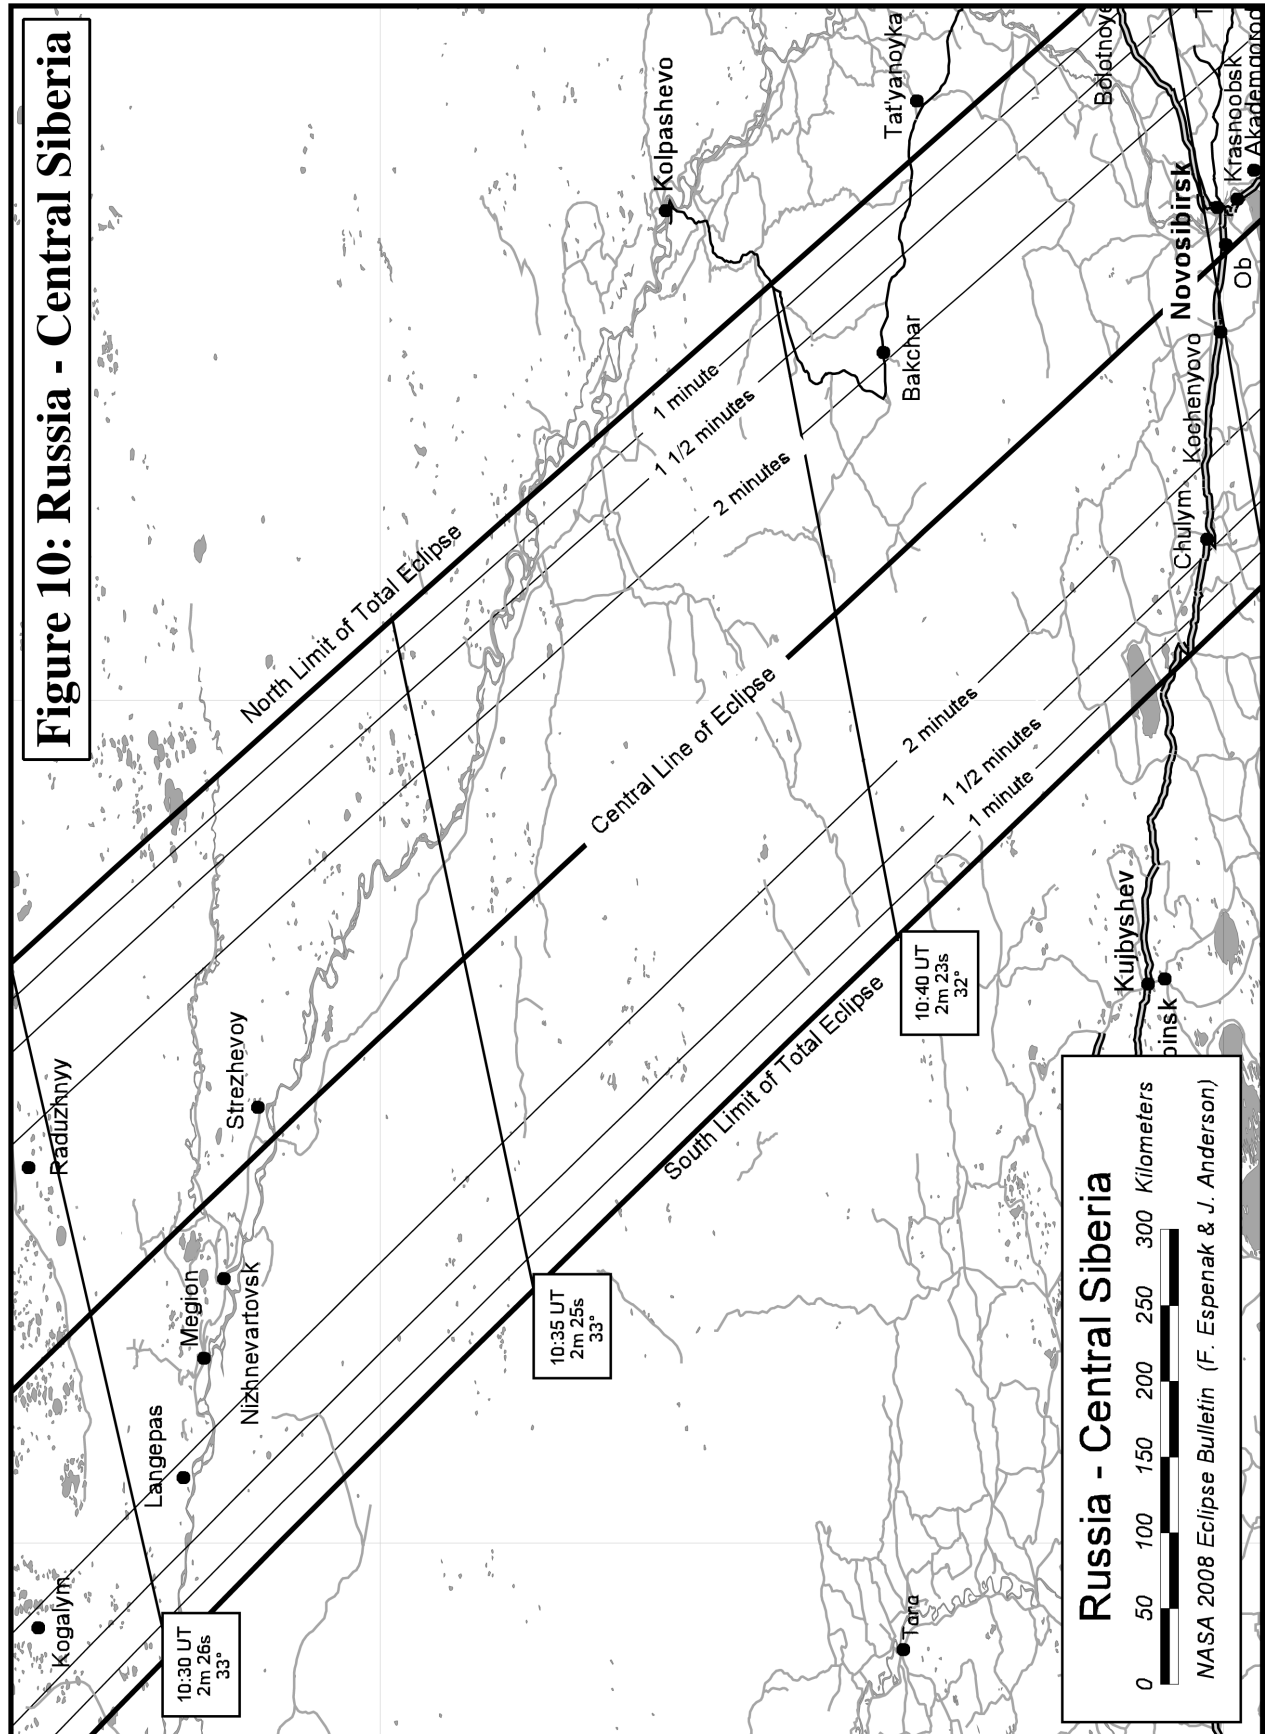 Figure 10: Russia - Central Siberia
Kogalym
Raduzhnyy
Langepas
Megion
Nizhnevartovsk
Strezhevoy
Kolpashevo
Tat'yanovka
Bakchar
Bolotnoye
Novosibirsk
Krasnoobsk
Ob
Kochenyovo
Chulym
Kujbyshev
Tara
North Limit of Total Eclipse
1 minute
1 1/2 minutes
2 minutes
Central Line of Eclipse
2 minutes
1 1/2 minutes
1 minute
South Limit of Total Eclipse
10:30 UT
2m 26s
33°
10:35 UT
2m 25s
33°
10:40 UT
2m 23s
32°
Russia - Central Siberia
0 50 100 150 200 250 300 Kilometers
NASA 2008 Eclipse Bulletin (F. Espenak & J. Anderson)